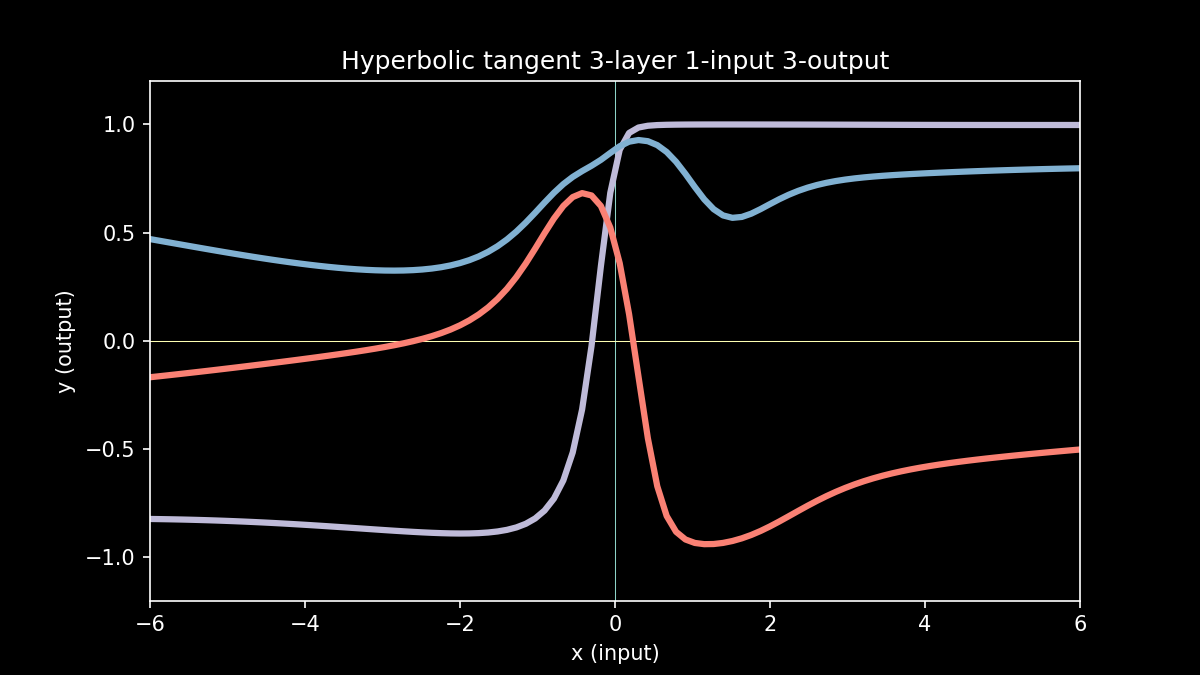 Hyperbolic tangent 3-layer 1-input 3-output
1.0
0.5
0.0
−0.5
−1.0
y (output)
−6 −4 −2 0 2 4 6
x (input)